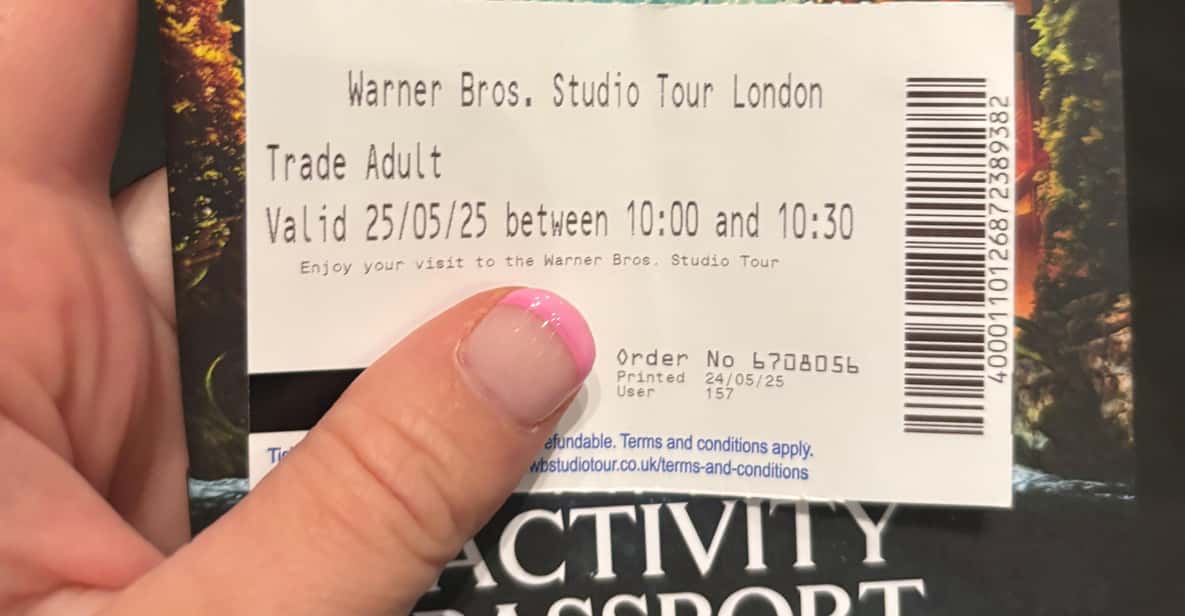 Warner Bros. Studio Tour London
Trade Adult
Valid 25/05/25 between 10:00 and 10:30
Enjoy your visit to the Warner Bros. Studio Tour
Order No 6708056
Printed 24/05/25
User 157
efundable. Terms and conditions apply.
wbstudiotour.co.uk/terms-and-conditions
4000110126872389382
ACTIVITY
PASSPORT